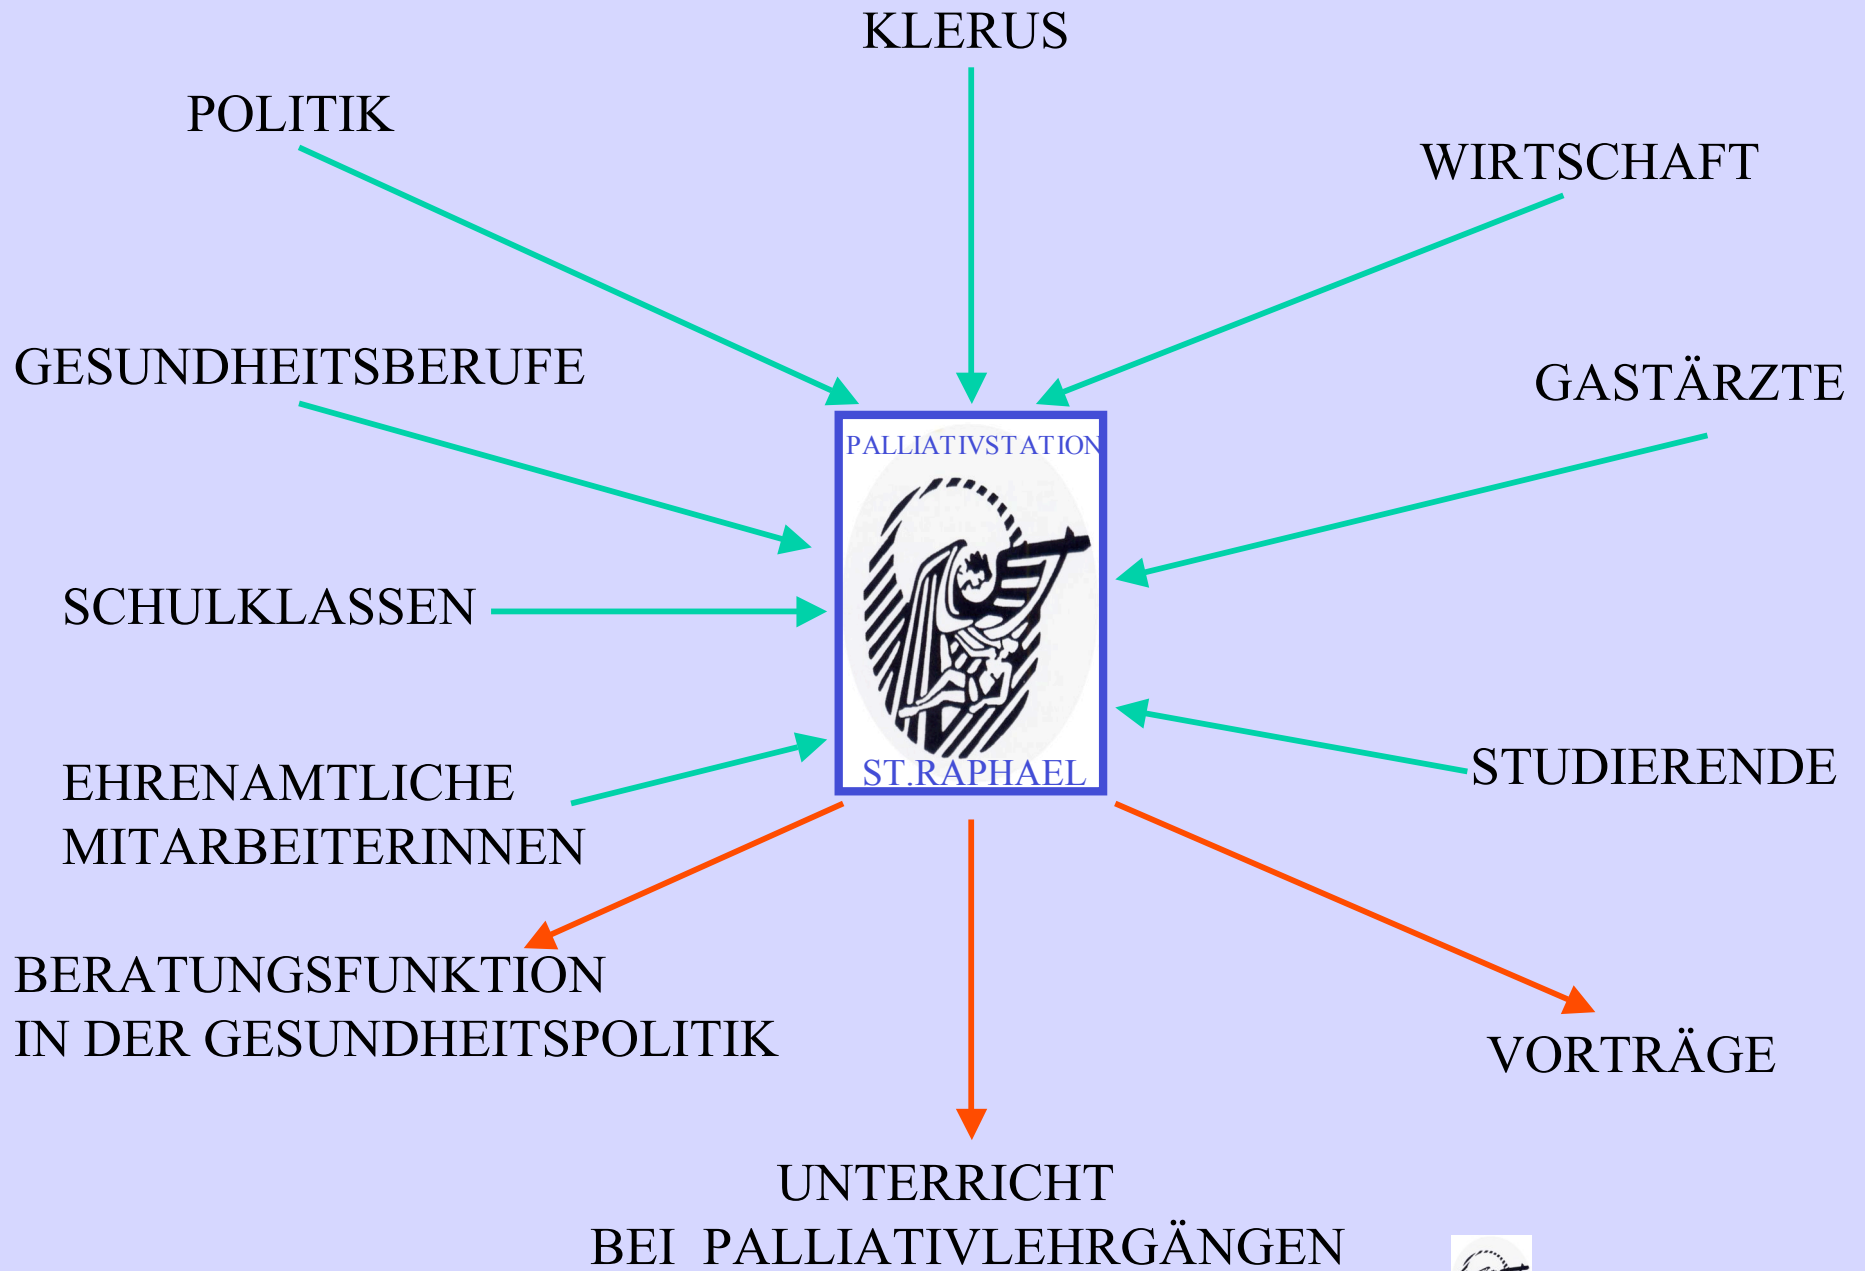 KLERUS
POLITIK
WIRTSCHAFT
GESUNDHEITSBERUFE
GASTÄRZTE
PALLIATIVSTATION
SCHULKLASSEN
ST.RAPHAEL
STUDIERENDE
EHRENAMTLICHE
MITARBEITERINNEN
BERATUNGSFUNKTION
IN DER GESUNDHEITSPOLITIK
VORTRÄGE
UNTERRICHT
BEI PALLIATIVLEHRGÄNGEN